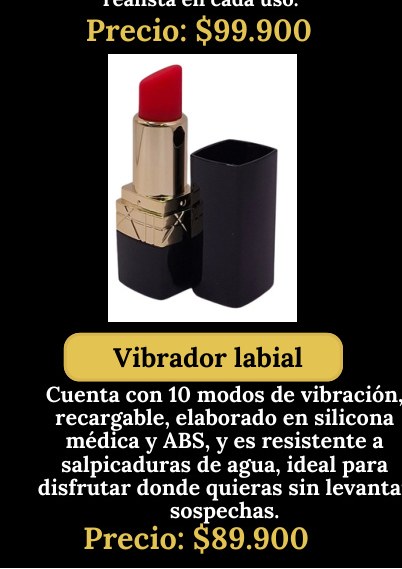 realista en cada uso.
Precio: $99.900
Vibrador labial
Cuenta con 10 modos de vibración,
recargable, elaborado en silicona
médica y ABS, y es resistente a
salpicaduras de agua, ideal para
disfrutar donde quieras sin levanta
sospechas.
Precio: $89.900